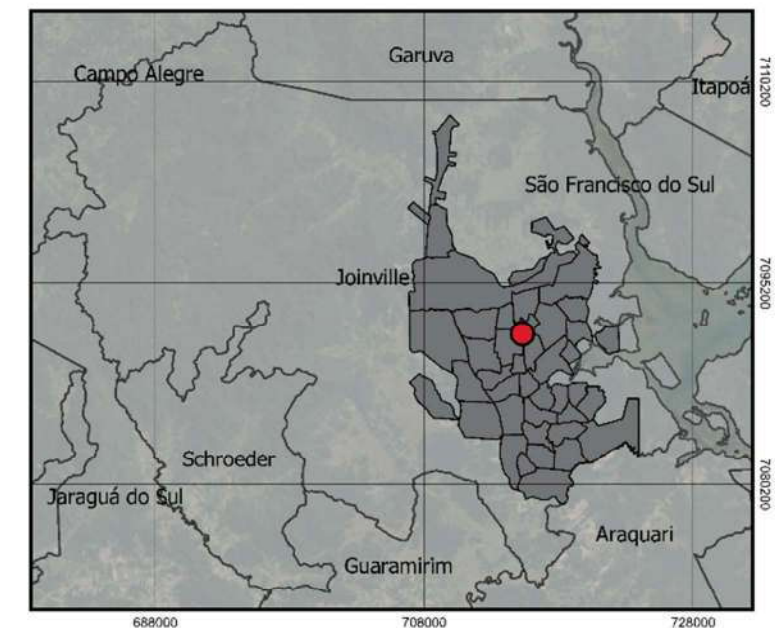 Garuva
Campo Alegre
7110200
Itapoá
São Francisco do Sul
Joinville
7095200
Schroeder
Jaraguá do Sul
7080200
Araquari
Guaramirim
688000
708000
728000